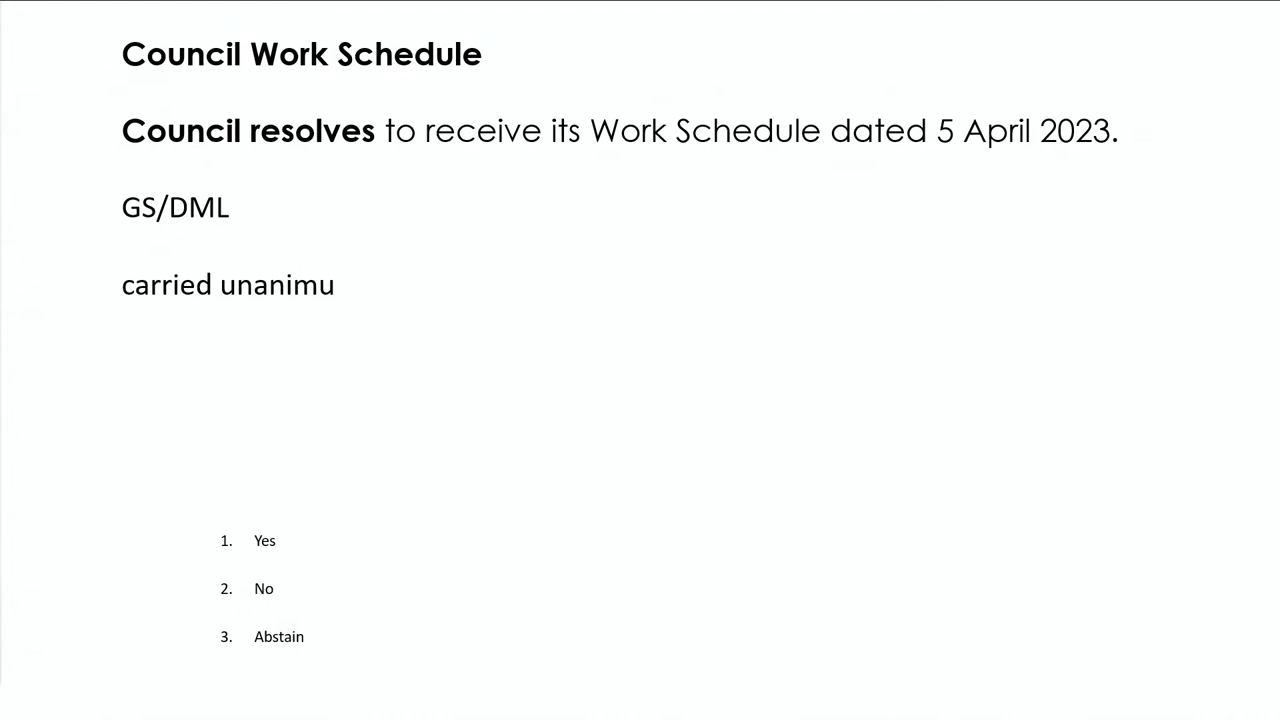 Council Work Schedule
Council resolves to receive its Work Schedule dated 5 April 2023.
GS/DML
carried unanimu
1. Yes
2. No
3. Abstain